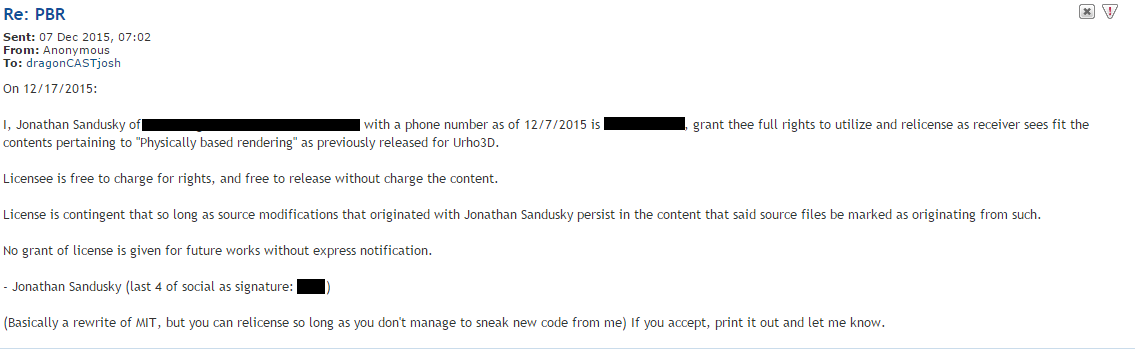 Re: PBR
Sent: 07 Dec 2015, 07:02
From: Anonymous
To: dragonCASTjosh
On 12/17/2015:
I, Jonathan Sandusky of with a phone number as of 12/7/2015 is , grant thee full rights to utilize and relicense as receiver sees fit the
contents pertaining to "Physically based rendering" as previously released for Urho3D.
Licensee is free to charge for rights, and free to release without charge the content.
License is contingent that so long as source modifications that originated with Jonathan Sandusky persist in the content that said source files be marked as originating from such.
No grant of license is given for future works without express notification.
- Jonathan Sandusky (last 4 of social as signature: )
(Basically a rewrite of MIT, but you can relicense so long as you don't manage to sneak new code from me) If you accept, print it out and let me know.